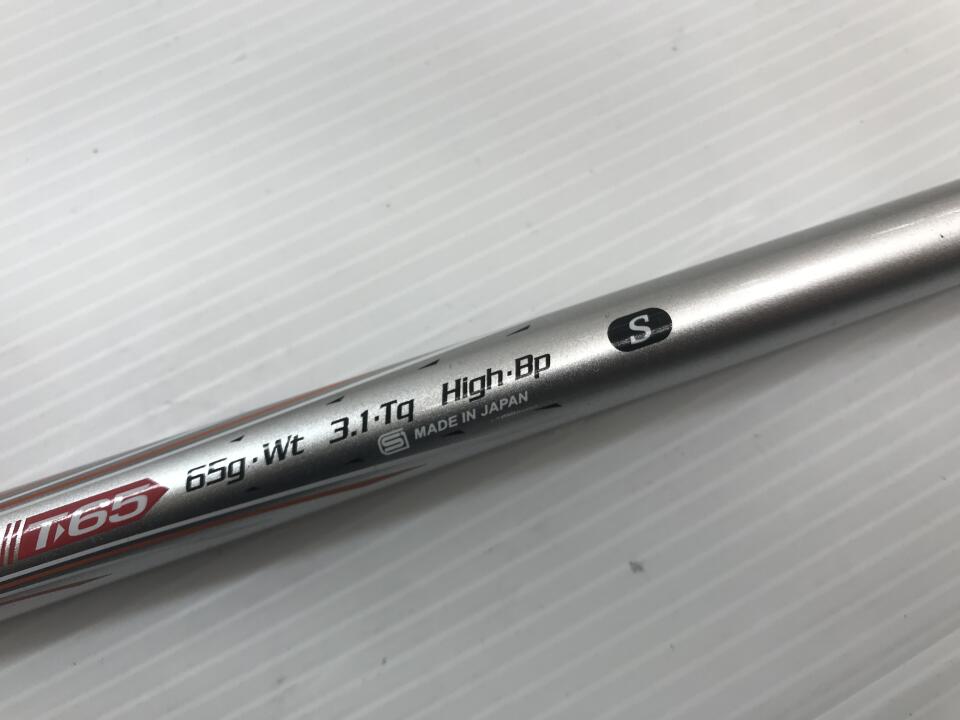 T-65 65g·Wt 3.1·Tq High·Bp S
MADE IN JAPAN